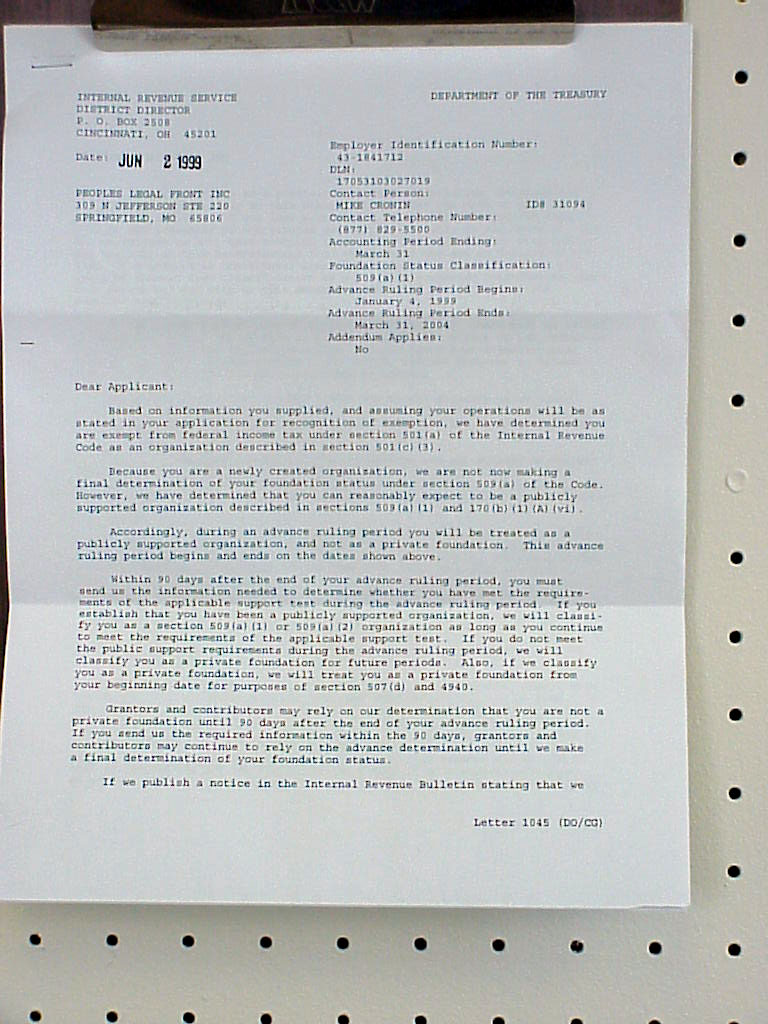 INTERNAL REVENUE SERVICE
DISTRICT DIRECTOR
P. O. BOX 2508
CINCINNATI, OH 45201
DEPARTMENT OF THE TREASURY
Date: JUN 2 1999
PEOPLES LEGAL FRONT INC
309 N JEFFERSON STE 220
SPRINGFIELD, MO 65806
Employer Identification Number:
43-1841712
DLN:
17053103027019
Contact Person:
MIKE CRONIN ID# 31094
Contact Telephone Number:
(877) 829-5500
Accounting Period Ending:
March 31
Foundation Status Classification:
509(a)(1)
Advance Ruling Period Begins:
January 4, 1999
Advance Ruling Period Ends:
March 31, 2004
Addendum Applies:
No
Dear Applicant:
Based on information you supplied, and assuming your operations will be as
stated in your application for recognition of exemption, we have determined you
are exempt from federal income tax under section 501(a) of the Internal Revenue
Code as an organization described in section 501(c)(3).
Because you are a newly created organization, we are not now making a
final determination of your foundation status under section 509(a) of the Code.
However, we have determined that you can reasonably expect to be a publicly
supported organization described in sections 509(a)(1) and 170(b)(1)(A)(vi).
Accordingly, during an advance ruling period you will be treated as a
publicly supported organization, and not as a private foundation. This advance
ruling period begins and ends on the dates shown above.
Within 90 days after the end of your advance ruling period, you must
send us the information needed to determine whether you have met the require-
ments of the applicable support test during the advance ruling period. If you
establish that you have been a publicly supported organization, we will classi-
fy you as a section 509(a)(1) or 509(a)(2) organization as long as you continue
to meet the requirements of the applicable support test. If you do not meet
the public support requirements during the advance ruling period, we will
classify you as a private foundation for future periods. Also, if we classify
you as a private foundation, we will treat you as a private foundation from
your beginning date for purposes of section 507(d) and 4940.
Grantors and contributors may rely on our determination that you are not a
private foundation until 90 days after the end of your advance ruling period.
If you send us the required information within the 90 days, grantors and
contributors may continue to rely on the advance determination until we make
a final determination of your foundation status.
If we publish a notice in the Internal Revenue Bulletin stating that we
Letter 1045 (DO/CG)